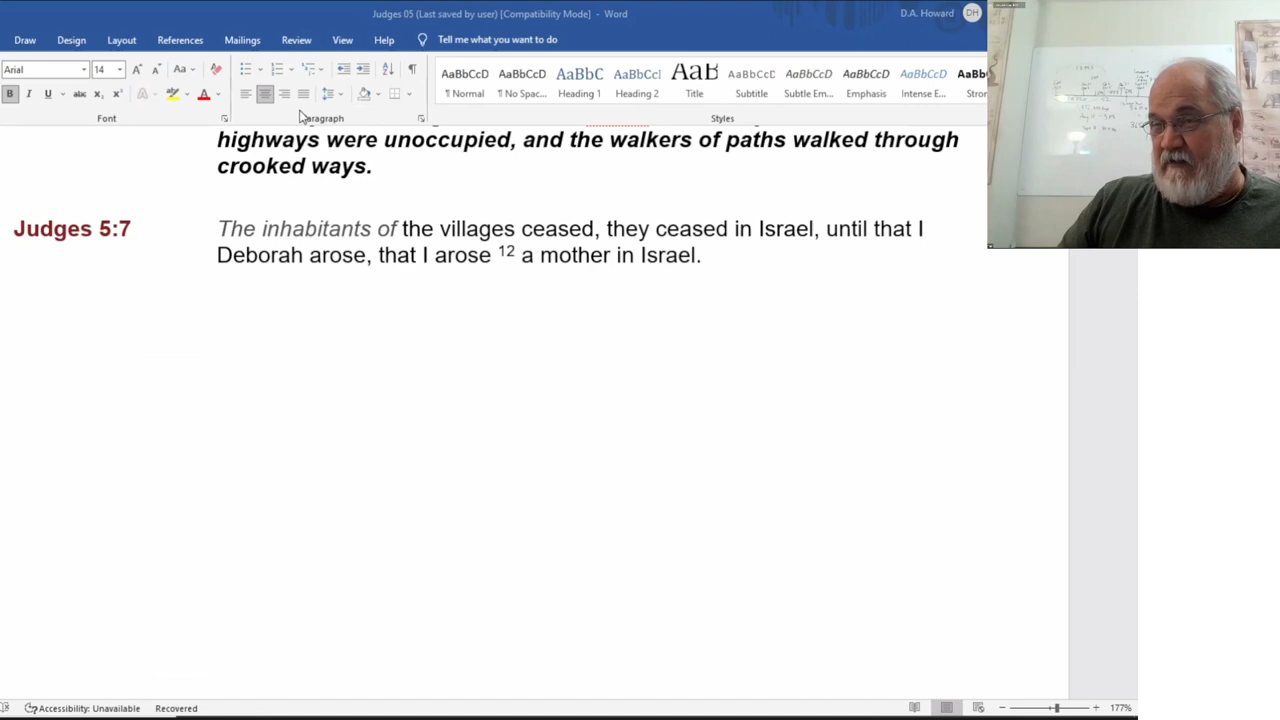 Judges 05 (Last saved by user) [Compatibility Mode] - Word
D.A. Howard
DH
Draw Design Layout References Mailings Review View Help Tell me what you want to do
Arial 14
AaBbCcD AaBbCcD AaBbC AaBbCcI AaB AaBbCcD AaBbCcD AaBbCcD AaBbCcD AaBb
¶ Normal ¶ No Spac... Heading 1 Heading 2 Title Subtitle Subtle Em... Emphasis Intense E... Stro
Font
Paragraph
Styles
highways were unoccupied, and the walkers of paths walked through
crooked ways.
Judges 5:7 The inhabitants of the villages ceased, they ceased in Israel, until that I
Deborah arose, that I arose 12 a mother in Israel.
Accessibility: Unavailable Recovered
177%